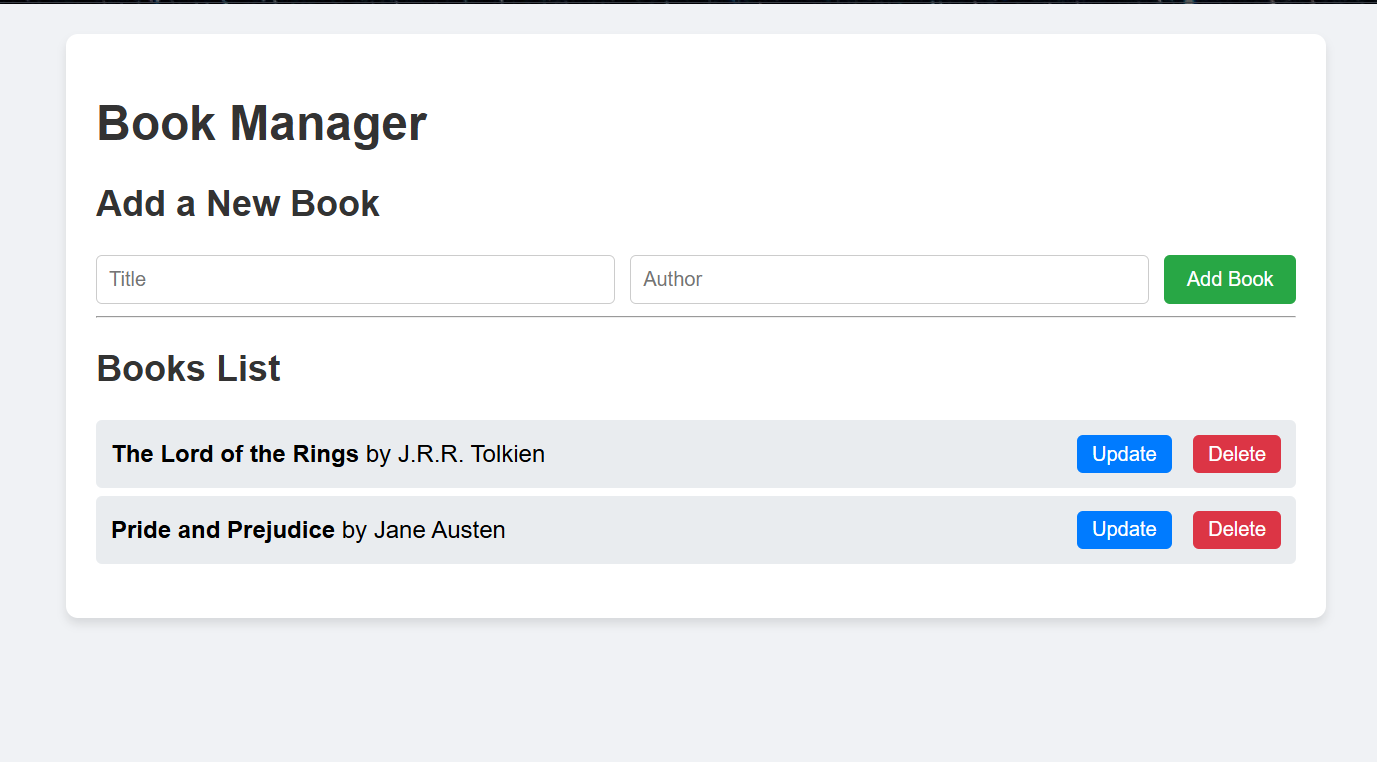 Book Manager
Add a New Book
Title Author Add Book
Books List
The Lord of the Rings by J.R.R. Tolkien Update Delete
Pride and Prejudice by Jane Austen Update Delete